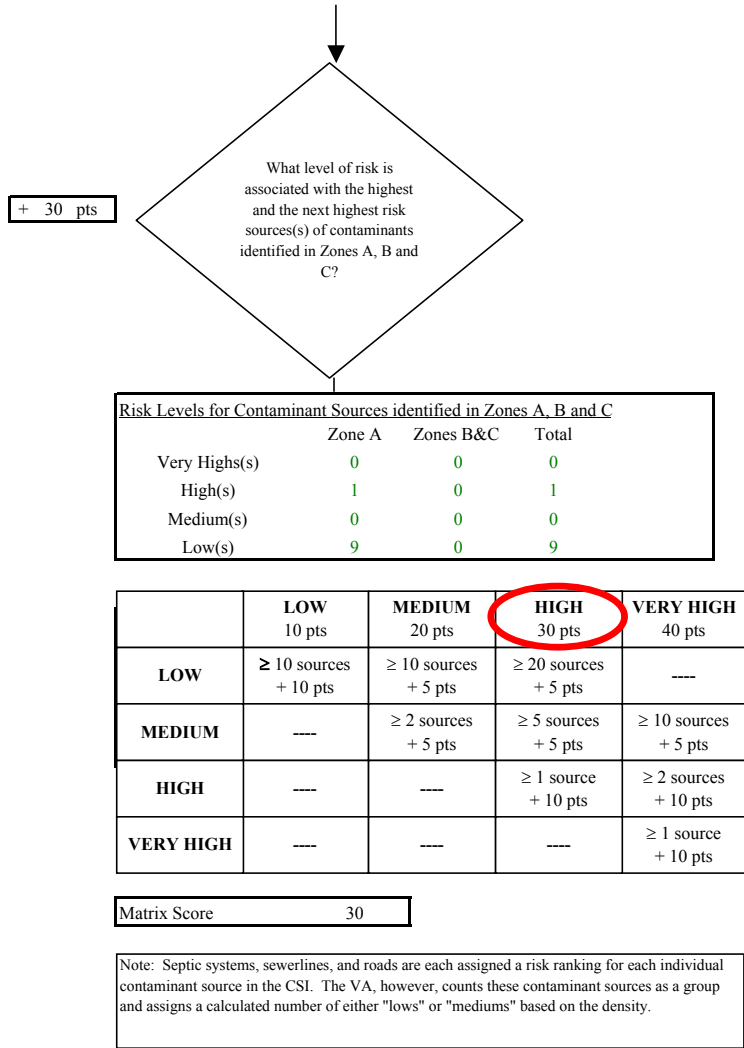 What level of risk is
associated with the highest
and the next highest risk
sources(s) of contaminants
identified in Zones A, B and
C?
+ 30 pts
Risk Levels for Contaminant Sources identified in Zones A, B and C
Zone A Zones B&C Total
Very Highs(s) 0 0 0
High(s) 1 0 1
Medium(s) 0 0 0
Low(s) 9 0 9
LOW MEDIUM HIGH VERY HIGH
10 pts 20 pts 30 pts 40 pts
LOW ≥ 10 sources ≥ 10 sources ≥ 20 sources ----
+ 10 pts + 5 pts + 5 pts
MEDIUM ---- ≥ 2 sources ≥ 5 sources ≥ 10 sources
+ 5 pts + 5 pts + 5 pts
HIGH ---- ---- ≥ 1 source ≥ 2 sources
+ 10 pts + 10 pts
VERY HIGH ---- ---- ---- ≥ 1 source
+ 10 pts
Matrix Score 30
Note: Septic systems, sewerlines, and roads are each assigned a risk ranking for each individual
contaminant source in the CSI. The VA, however, counts these contaminant sources as a group
and assigns a calculated number of either "lows" or "mediums" based on the density.